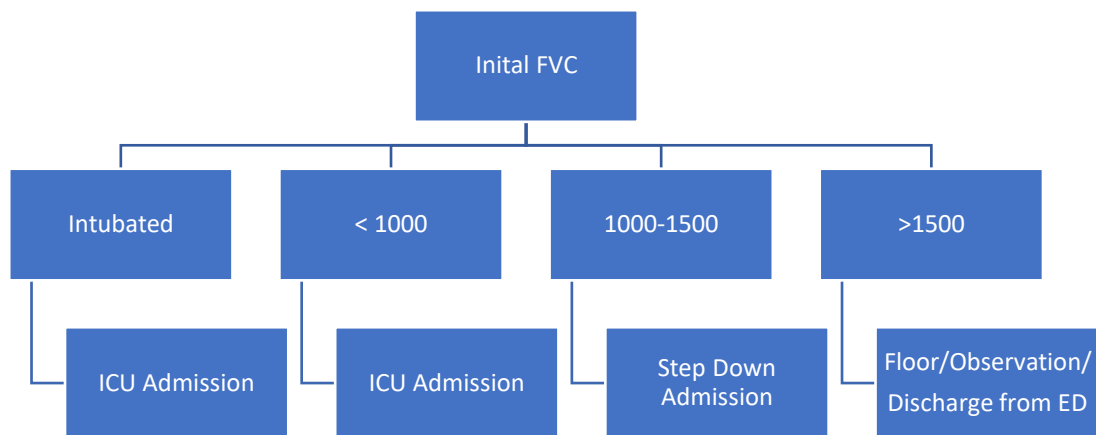 Inital FVC
Intubated
< 1000
1000-1500
>1500
ICU Admission
ICU Admission
Step Down
Admission
Floor/Observation/
Discharge from ED